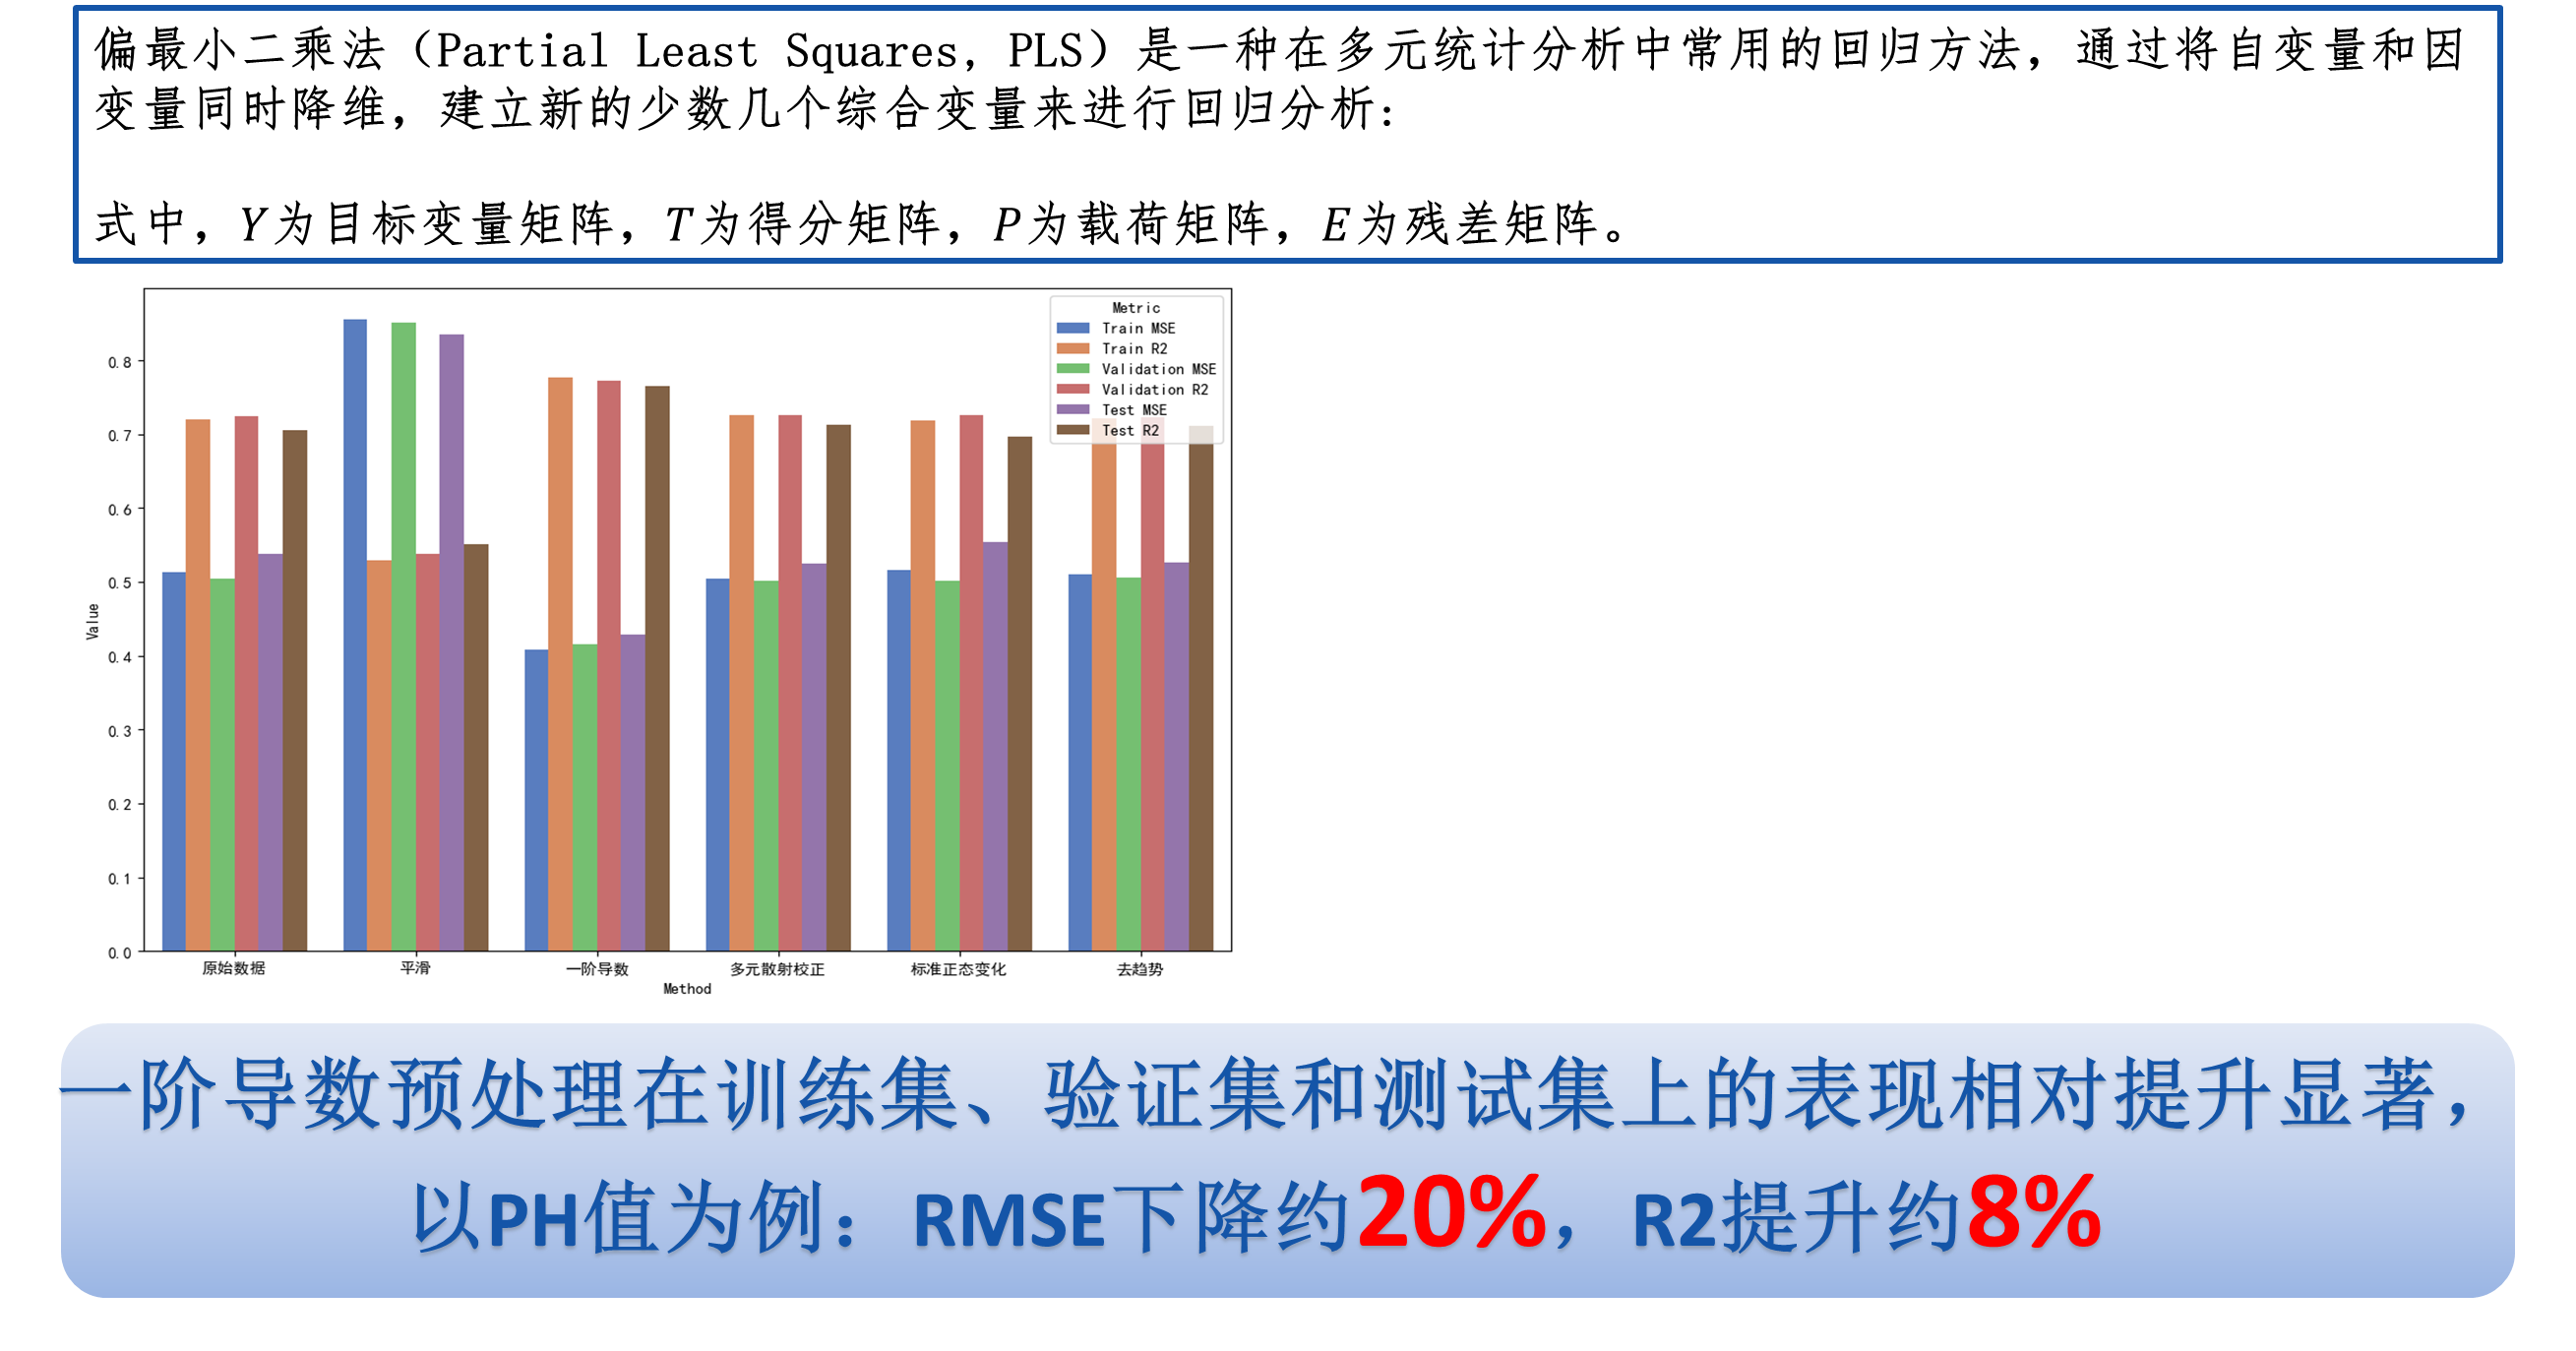 偏最小二乘法（Partial Least Squares, PLS）是一种在多元统计分析中常用的回归方法，通过将自变量和因
变量同时降维，建立新的少数几个综合变量来进行回归分析：
式中，Y为目标变量矩阵，T为得分矩阵，P为载荷矩阵，E为残差矩阵。
Metric
Train MSE
Train R2
Validation MSE
Validation R2
Test MSE
Test R2
Value
0.8
0.7
0.6
0.5
0.4
0.3
0.2
0.1
0.0
原始数据 平滑 一阶导数 多元散射校正 标准正态变化 去趋势
Method
一阶导数预处理在训练集、验证集和测试集上的表现相对提升显著，
以PH值为例：RMSE下降约20%，R2提升约8%